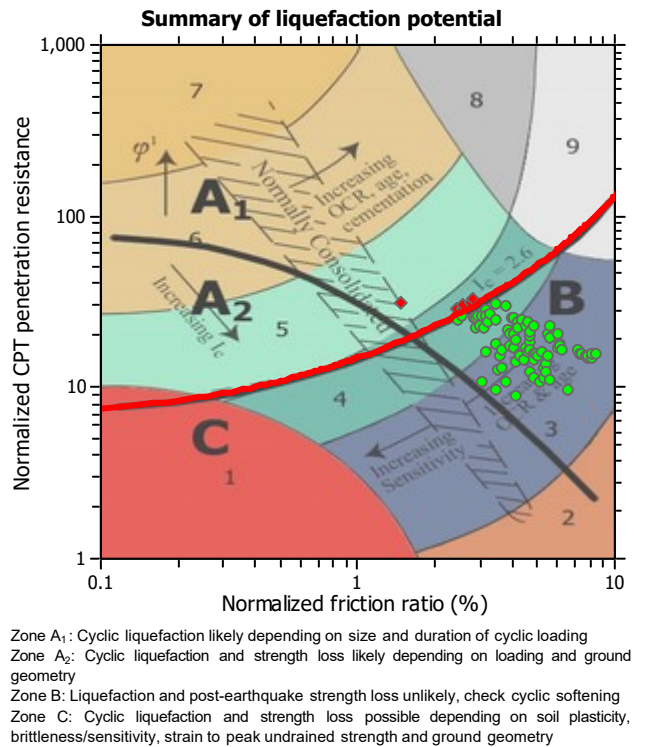 Summary of liquefaction potential
1,000
100
10
1
Normalized CPT penetration resistance
7
8
9
φ'
A1
Increasing
OCR, age,
cementation
Normally Consolidated
6
A2
Increasing Ic
5
Ic = 2.6
B
4
Increasing
OCR & age
3
C
1
Increasing
Sensitivity
2
0.1
1
10
Normalized friction ratio (%)
Zone A1: Cyclic liquefaction likely depending on size and duration of cyclic loading
Zone A2: Cyclic liquefaction and strength loss likely depending on loading and ground
geometry
Zone B: Liquefaction and post-earthquake strength loss unlikely, check cyclic softening
Zone C: Cyclic liquefaction and strength loss possible depending on soil plasticity,
brittleness/sensitivity, strain to peak undrained strength and ground geometry